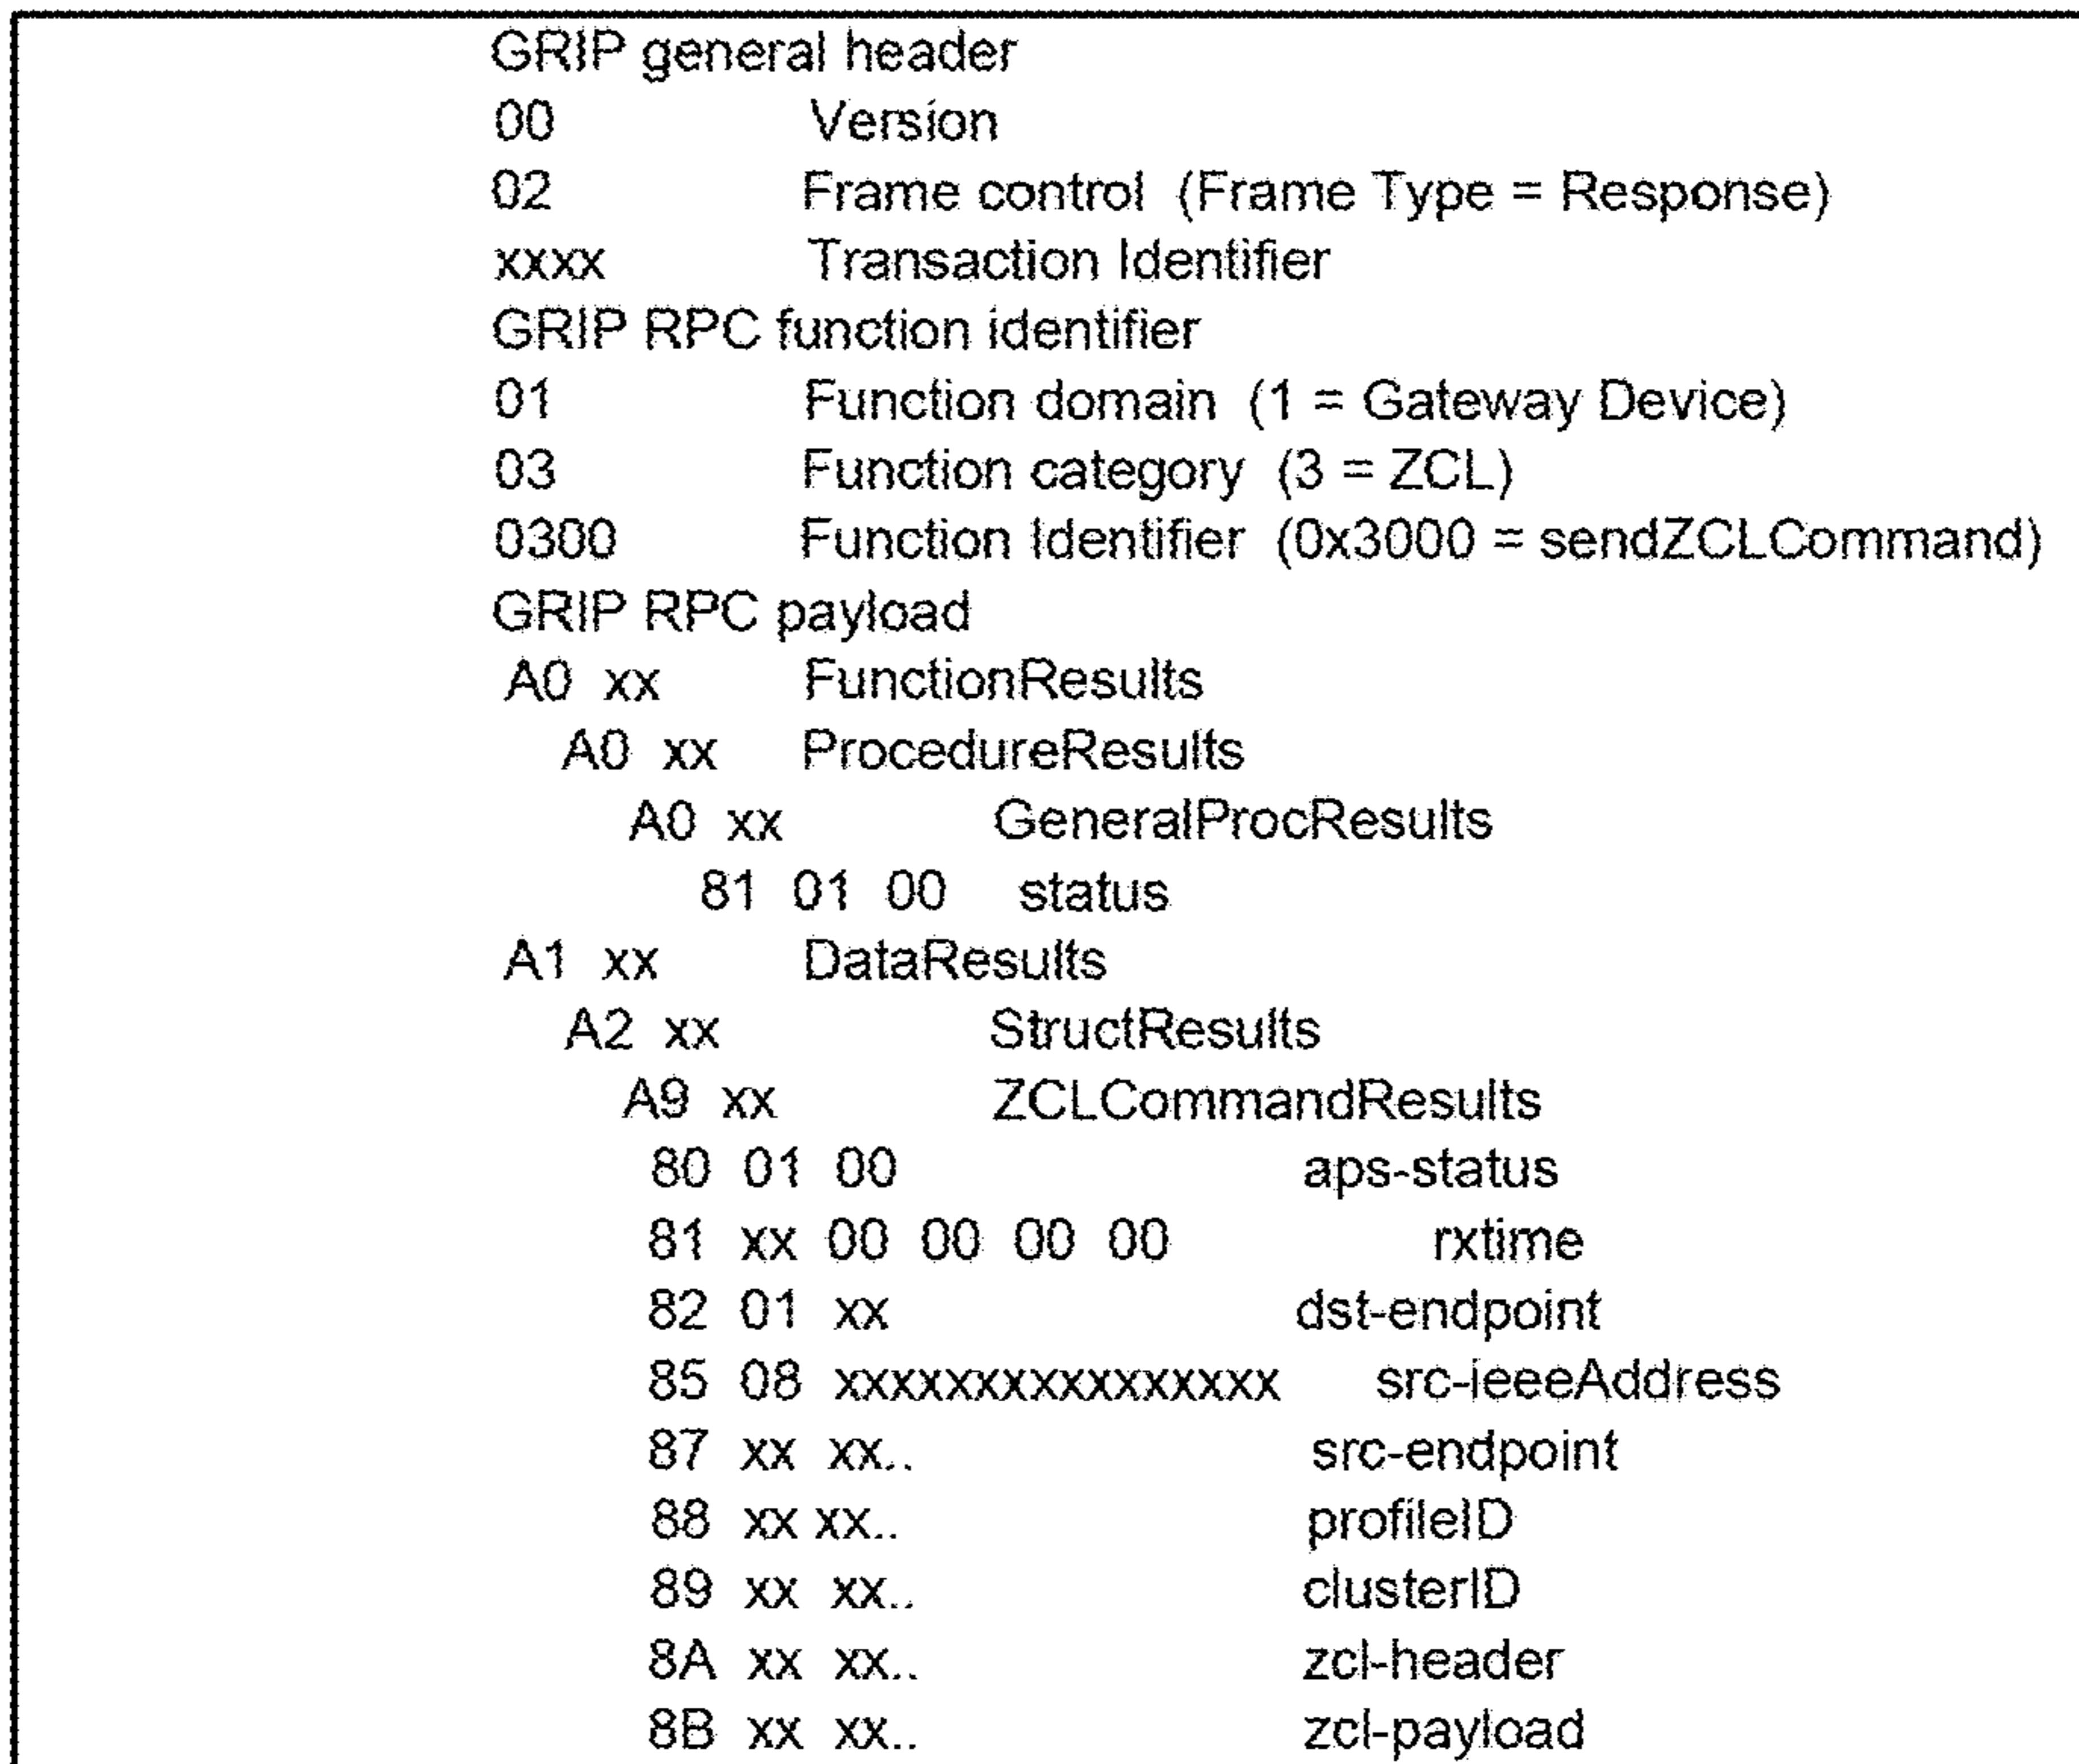 GRIP general header
00 Version
02 Frame control (Frame Type = Response)
xxxx Transaction Identifier
GRIP RPC function identifier
01 Function domain (1 = Gateway Device)
03 Function category (3 = ZCL)
0300 Function Identifier (0x3000 = sendZCLCommand)
GRIP RPC payload
A0 xx FunctionResults
A0 xx ProcedureResults
A0 xx GeneralProcResults
81 01 00 status
A1 xx DataResults
A2 xx StructResults
A9 xx ZCLCommandResults
80 01 00 aps-status
81 xx 00 00 00 00 rxtime
82 01 xx dst-endpoint
85 08 xxxxxxxxxxxxxxxx src-ieeeAddress
87 xx xx.. src-endpoint
88 xx xx.. profileID
89 xx xx.. clusterID
8A xx xx.. zcl-header
8B xx xx.. zcl-payload